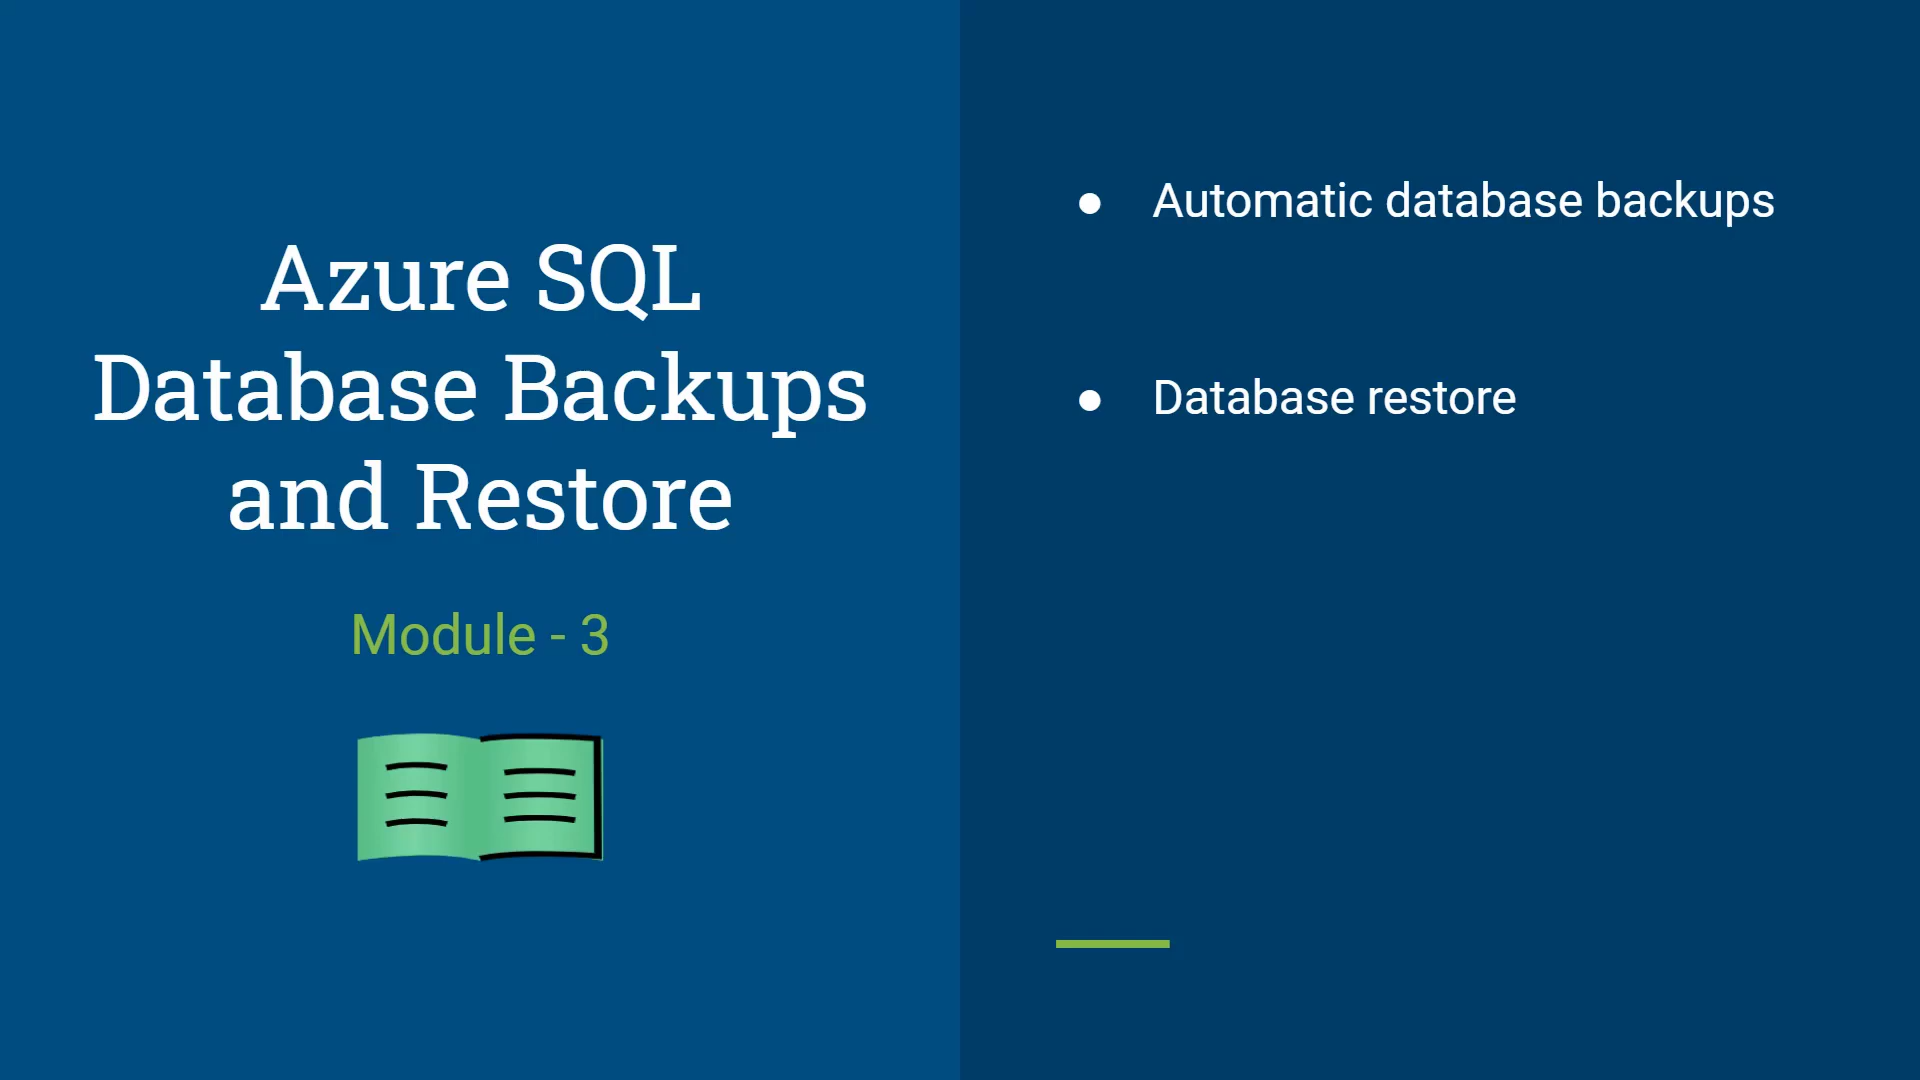 Azure SQL
Database Backups
and Restore
Module - 3
● Automatic database backups
● Database restore